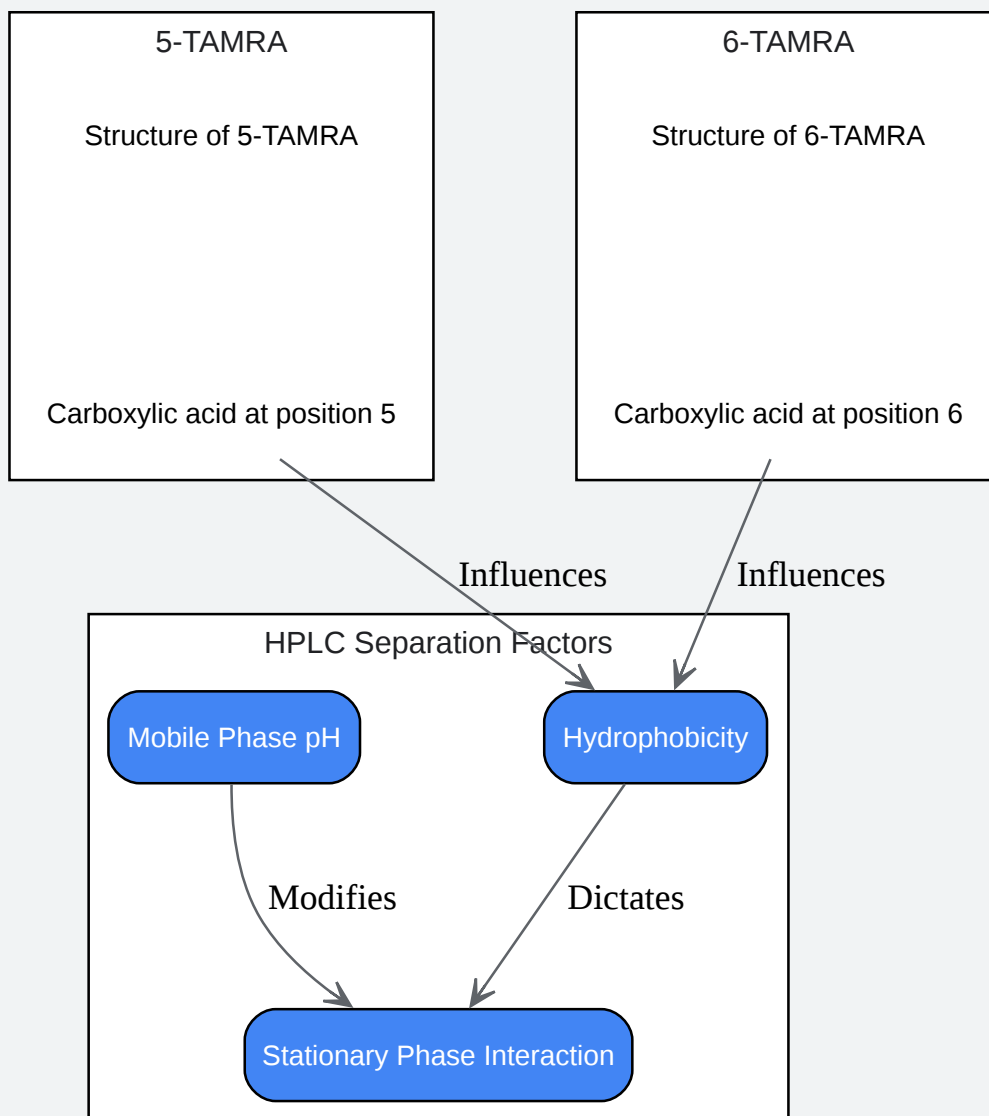 5-TAMRA
6-TAMRA
Structure of 5-TAMRA
Structure of 6-TAMRA
Carboxylic acid at position 5
Carboxylic acid at position 6
Influences
Influences
HPLC Separation Factors
Mobile Phase pH
Hydrophobicity
Modifies
Dictates
Stationary Phase Interaction